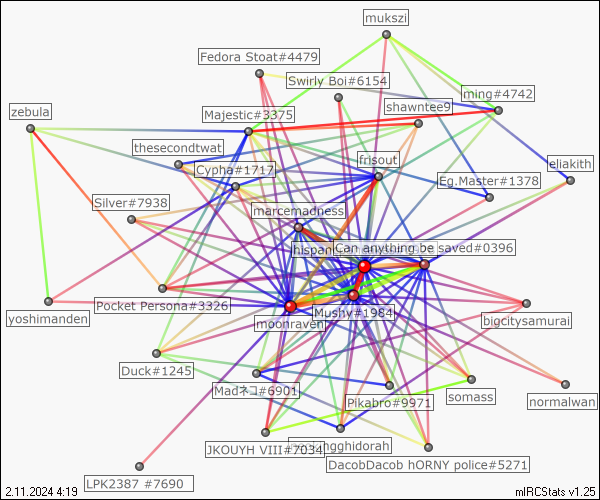 mukszi
Fedora Stoat#4479
Swirly Boi#6154
ming#4742
zebula
Majestic#3375
shawntee9
thesecondtwat
frisout
eliakith
Cypha#1717
Eg.Master#1378
Silver#7938
marcemadness
hispanic
Can anything be saved#0396
Pocket Persona#3326
Mushy#1984
yoshimanden
moonraven
bigcitysamurai
Duck#1245
Madネコ#6901
Pikabro#9971
somass
normalwan
JKOUYH VIII#7034
gghidorah
DacobDacob hORNY police#5271
LPK2387 #7690
2.11.2024 4:19
mIRCStats v1.25